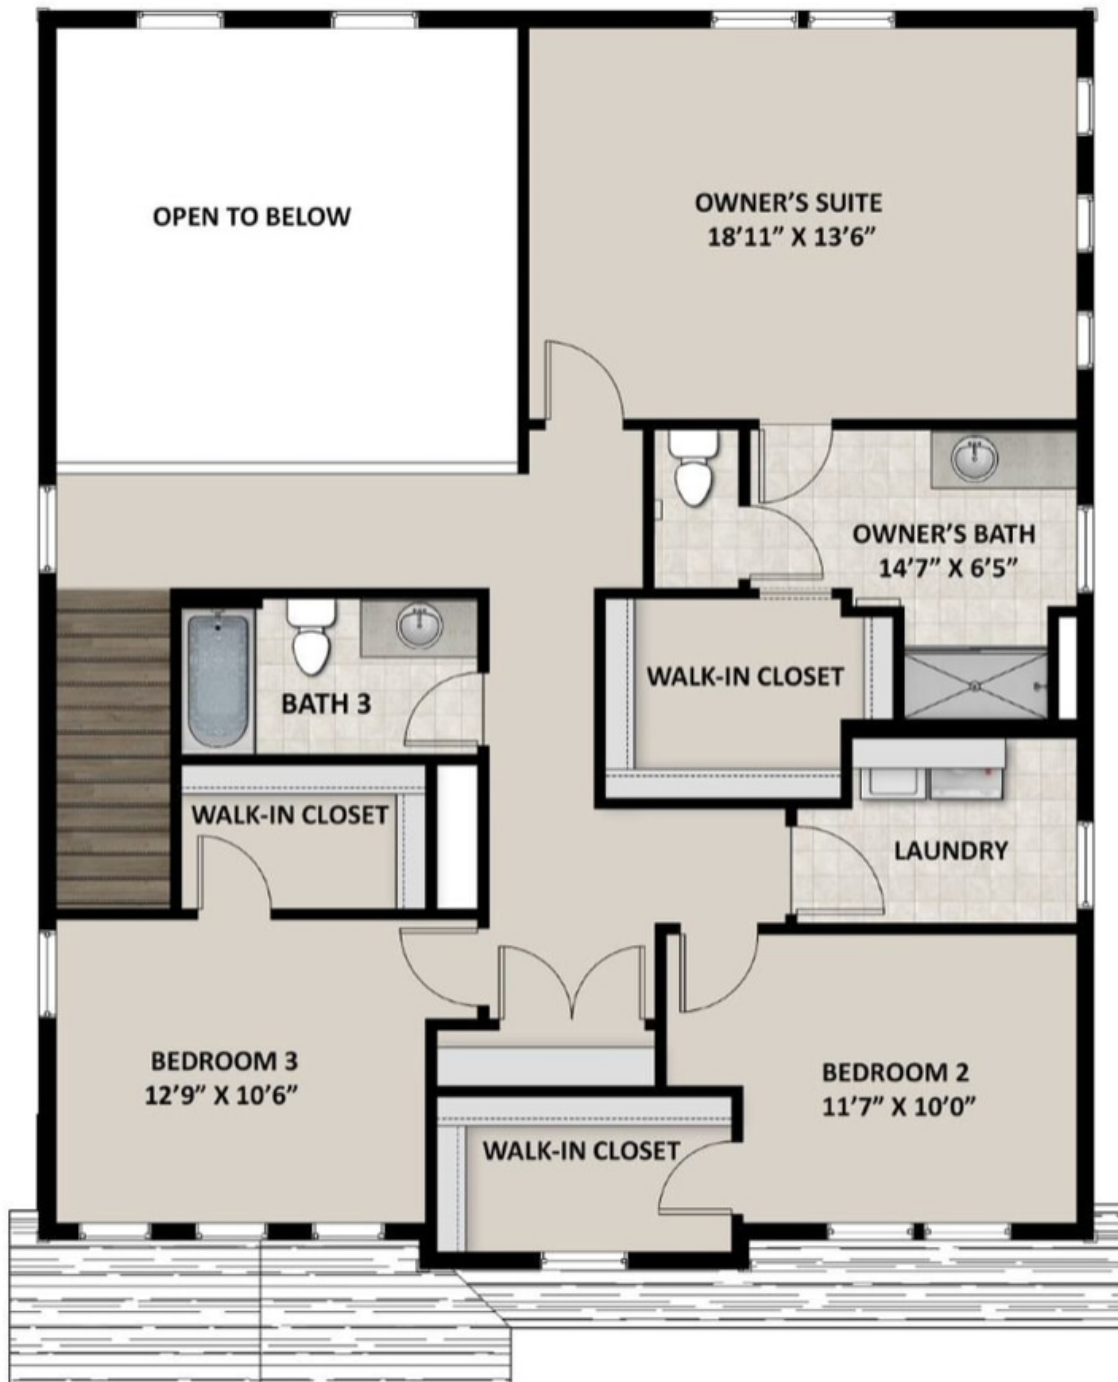 OPEN TO BELOW
OWNER’S SUITE
18’11” X 13’6”
OWNER’S BATH
14’7” X 6’5”
WALK-IN CLOSET
BATH 3
WALK-IN CLOSET
LAUNDRY
BEDROOM 3
12’9” X 10’6”
BEDROOM 2
11’7” X 10’0”
WALK-IN CLOSET